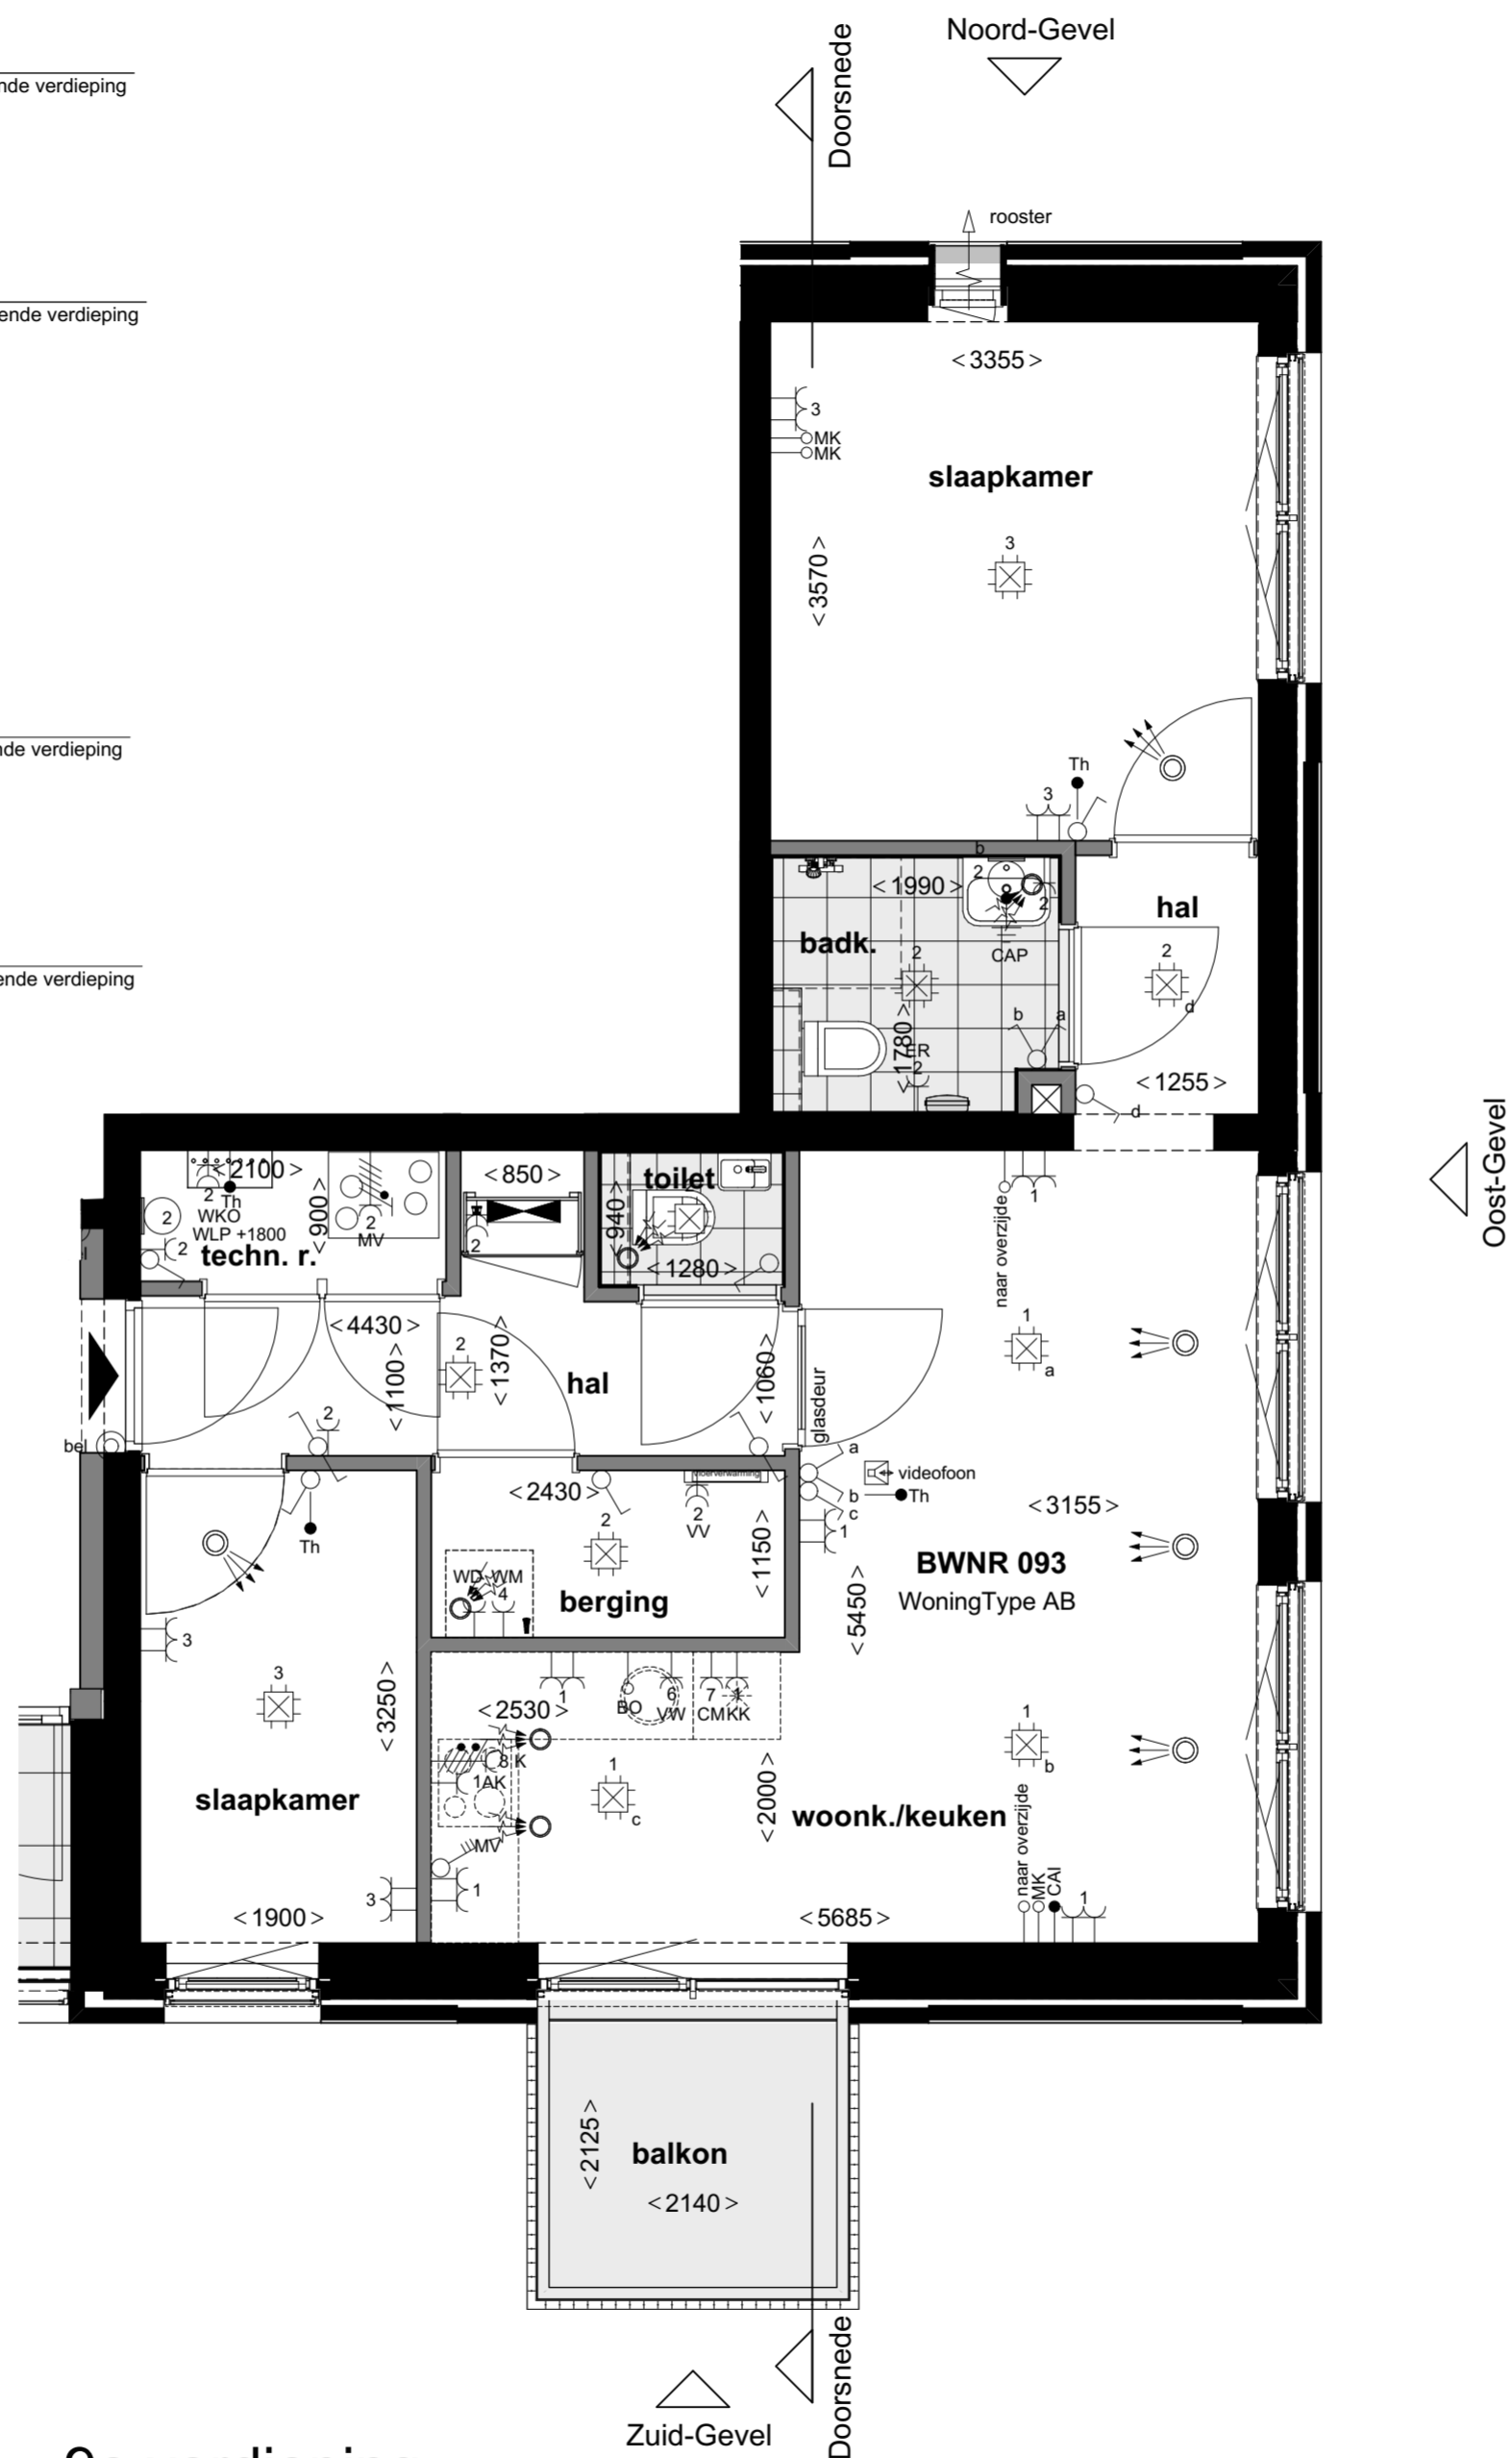 Noord-Gevel
Doorsnede
nde verdieping
rooster
ende verdieping
<3355>
3
MK
MK
slaapkamer
<3570>
3
nde verdieping
Th
3
b
<1990>
2
2
hal
badk.
CAP
2
2
d
ende verdieping
b
a
<1780>
ER
2
<1255>
d
Oost-Gevel
<2100>
2
Th
WKO
WLP +1800
2
2
techn. r.
<900>
2
MV
<850>
2
toilet
<940>
<1280>
naar overzijde
1
<4430>
<1100>
2
<1370>
hal
<1060>
glasdeur
1
a
bel
2
a
videofoon
b
Th
c
1
<3155>
<2430>
vloerverwarming
2
VV
2
<1150>
Th
WD
WM
4
berging
BWNR 093
WoningType AB
<5450>
3
3
<3250>
<2530>
1
BO
6
VW
7
CM
1
KK
8
K
1
AK
1
c
<2000>
1
b
slaapkamer
woonk./keuken
MV
naar overzijde
MK
CAI
1
3
1
<1900>
<5685>
<2125>
balkon
<2140>
Doorsnede
Zuid-Gevel